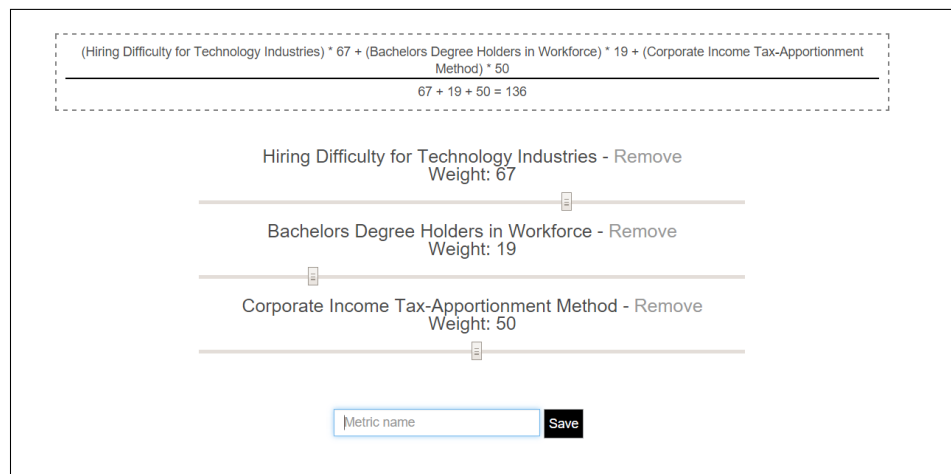 (Hiring Difficulty for Technology Industries) * 67 + (Bachelors Degree Holders in Workforce) * 19 + (Corporate Income Tax-Apportionment
Method) * 50
67 + 19 + 50 = 136
Hiring Difficulty for Technology Industries - Remove
Weight: 67
Bachelors Degree Holders in Workforce - Remove
Weight: 19
Corporate Income Tax-Apportionment Method - Remove
Weight: 50
Metric name Save